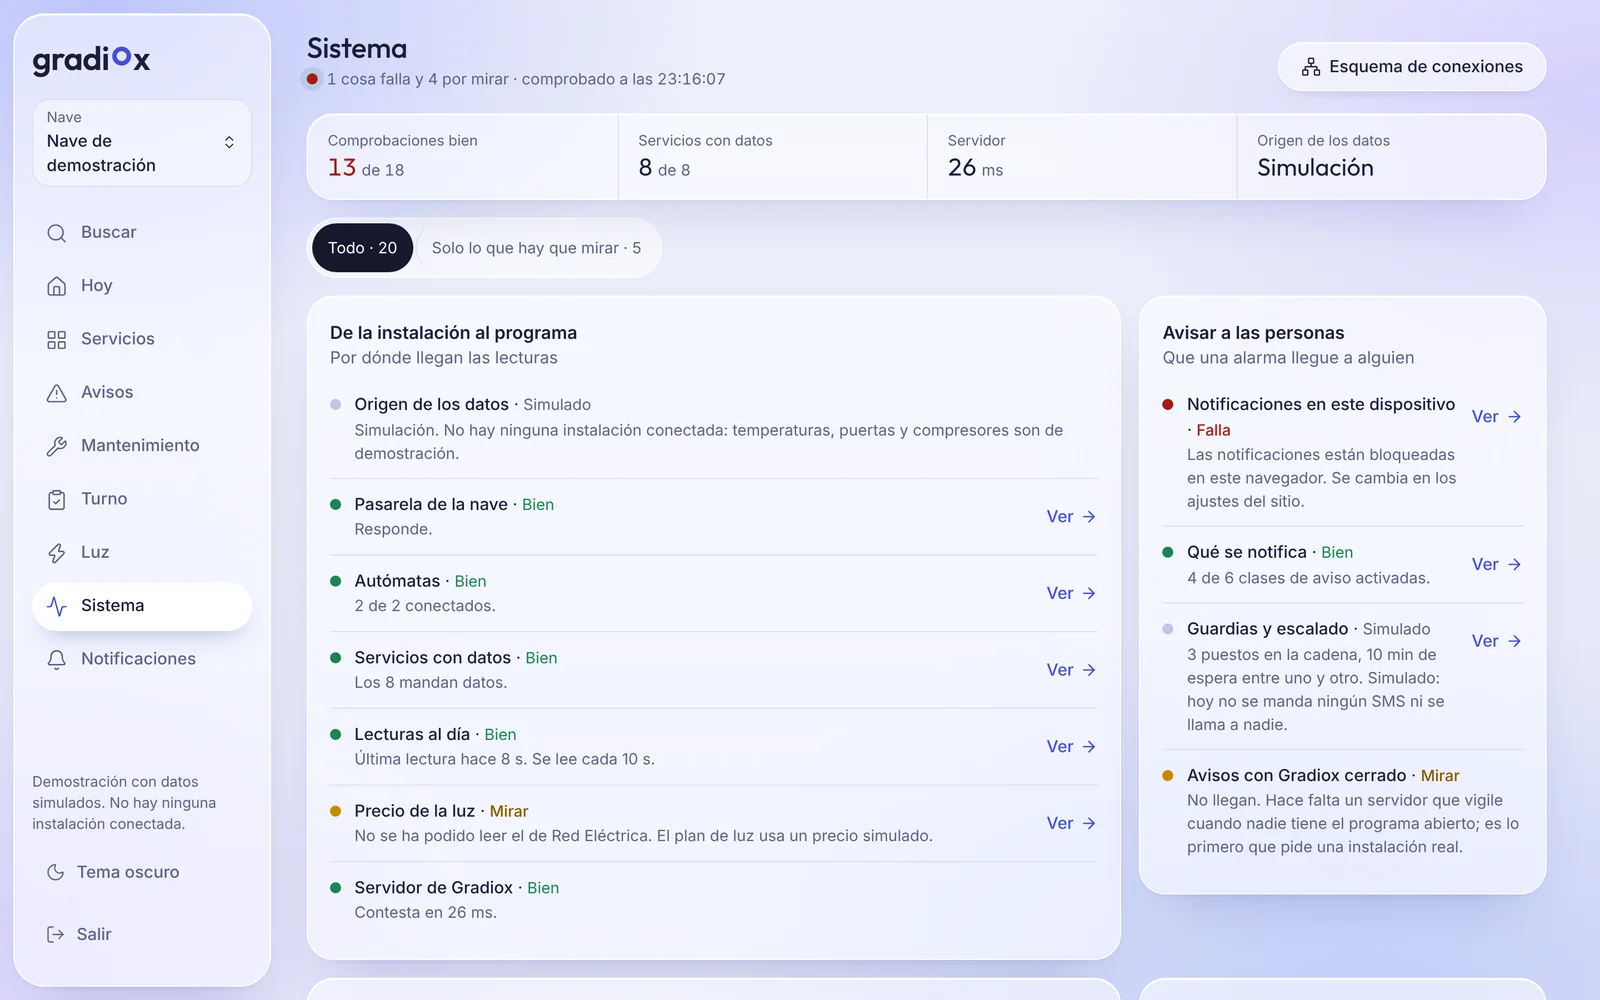 gradiox
Nave
Nave de
demostración
Buscar
Hoy
Servicios
Avisos
Mantenimiento
Turno
Luz
Sistema
Notificaciones
Demostración con datos
simulados. No hay ninguna
instalación conectada.
Tema oscuro
Salir
Sistema
1 cosa falla y 4 por mirar · comprobado a las 23:16:07
Esquema de conexiones
Comprobaciones bien
13 de 18
Servicios con datos
8 de 8
Servidor
26 ms
Origen de los datos
Simulación
Todo · 20
Solo lo que hay que mirar · 5
De la instalación al programa
Por dónde llegan las lecturas
Origen de los datos · Simulado
Simulación. No hay ninguna instalación conectada: temperaturas, puertas y compresores son de
demostración.
Pasarela de la nave · Bien
Responde.
Ver
Autómatas · Bien
2 de 2 conectados.
Ver
Servicios con datos · Bien
Los 8 mandan datos.
Ver
Lecturas al día · Bien
Última lectura hace 8 s. Se lee cada 10 s.
Ver
Precio de la luz · Mirar
No se ha podido leer el de Red Eléctrica. El plan de luz usa un precio simulado.
Ver
Servidor de Gradiox · Bien
Contesta en 26 ms.
Avisar a las personas
Que una alarma llegue a alguien
Notificaciones en este dispositivo
· Falla
Las notificaciones están bloqueadas
en este navegador. Se cambia en los
ajustes del sitio.
Ver
Qué se notifica · Bien
4 de 6 clases de aviso activadas.
Ver
Guardias y escalado · Simulado
3 puestos en la cadena, 10 min de
espera entre uno y otro. Simulado:
hoy no se manda ningún SMS ni se
llama a nadie.
Ver
Avisos con Gradiox cerrado · Mirar
No llegan. Hace falta un servidor que vigile
cuando nadie tiene el programa abierto; es lo
primero que pide una instalación real.